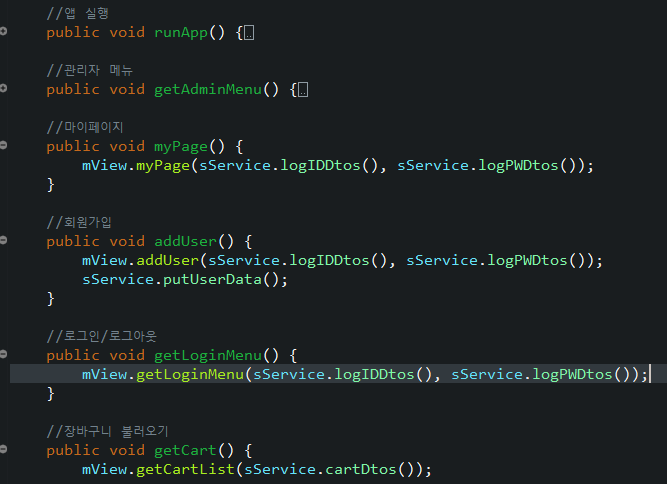 //앱 실행
public void runApp() {
//관리자 메뉴
public void getAdminMenu() {
//마이페이지
public void myPage() {
mView.myPage(sService.logIDDtos(), sService.logPWDtos());
}
//회원가입
public void addUser() {
mView.addUser(sService.logIDDtos(), sService.logPWDtos());
sService.putUserData();
}
//로그인/로그아웃
public void getLoginMenu() {
mView.getLoginMenu(sService.logIDDtos(), sService.logPWDtos());
}
//장바구니 불러오기
public void getCart() {
mView.getCartList(sService.cartDtos());